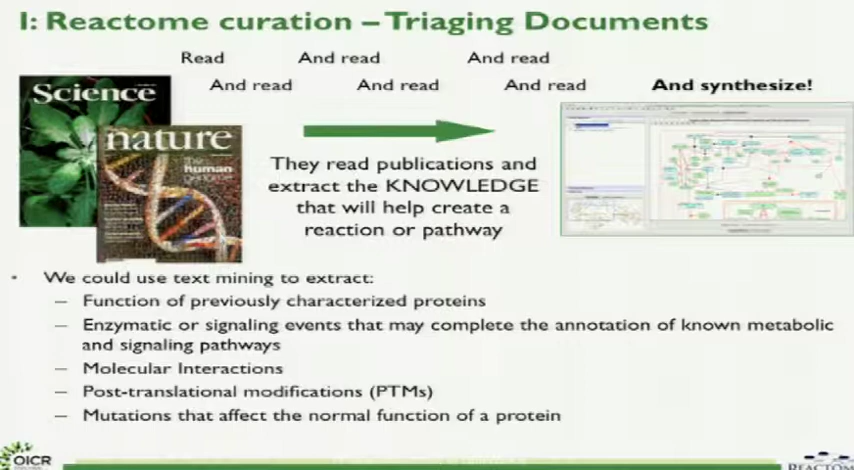 I: Reactome curation – Triaging Documents
Read And read And read
And read And read And read And synthesize!
Science
nature
the
human
genome
They read publications and
extract the KNOWLEDGE
that will help create a
reaction or pathway
• We could use text mining to extract:
– Function of previously characterized proteins
– Enzymatic or signaling events that may complete the annotation of known metabolic
and signaling pathways
– Molecular Interactions
– Post-translational modifications (PTMs)
– Mutations that affect the normal function of a protein
OICR